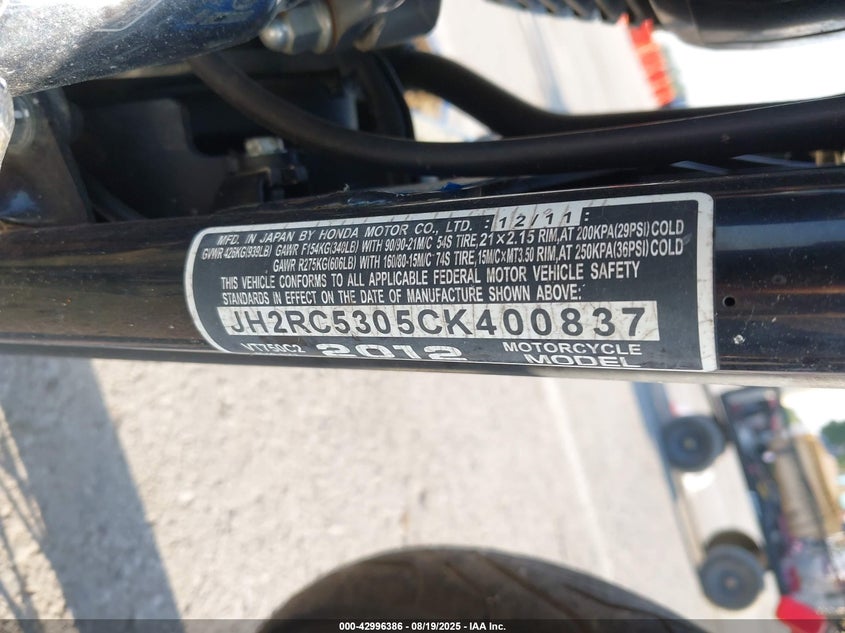 MFD. IN JAPAN BY HONDA MOTOR CO., LTD. 12/11
GVWR 426KG(939LB) GAWR F154KG(340LB) WITH 90/90-21M/C 54S TIRE, 21×2.15 RIM, AT 200KPA(29PSI) COLD
GAWR R275KG(606LB) WITH 160/80-15M/C 74S TIRE, 15M/C×MT3.50 RIM, AT 250KPA(36PSI) COLD
THIS VEHICLE CONFORMS TO ALL APPLICABLE FEDERAL MOTOR VEHICLE SAFETY
STANDARDS IN EFFECT ON THE DATE OF MANUFACTURE SHOWN ABOVE:
JH2RC5305CK400837
VT750C2 2012 MOTORCYCLE
MODEL
000-42996386 - 08/19/2025 - IAA Inc.